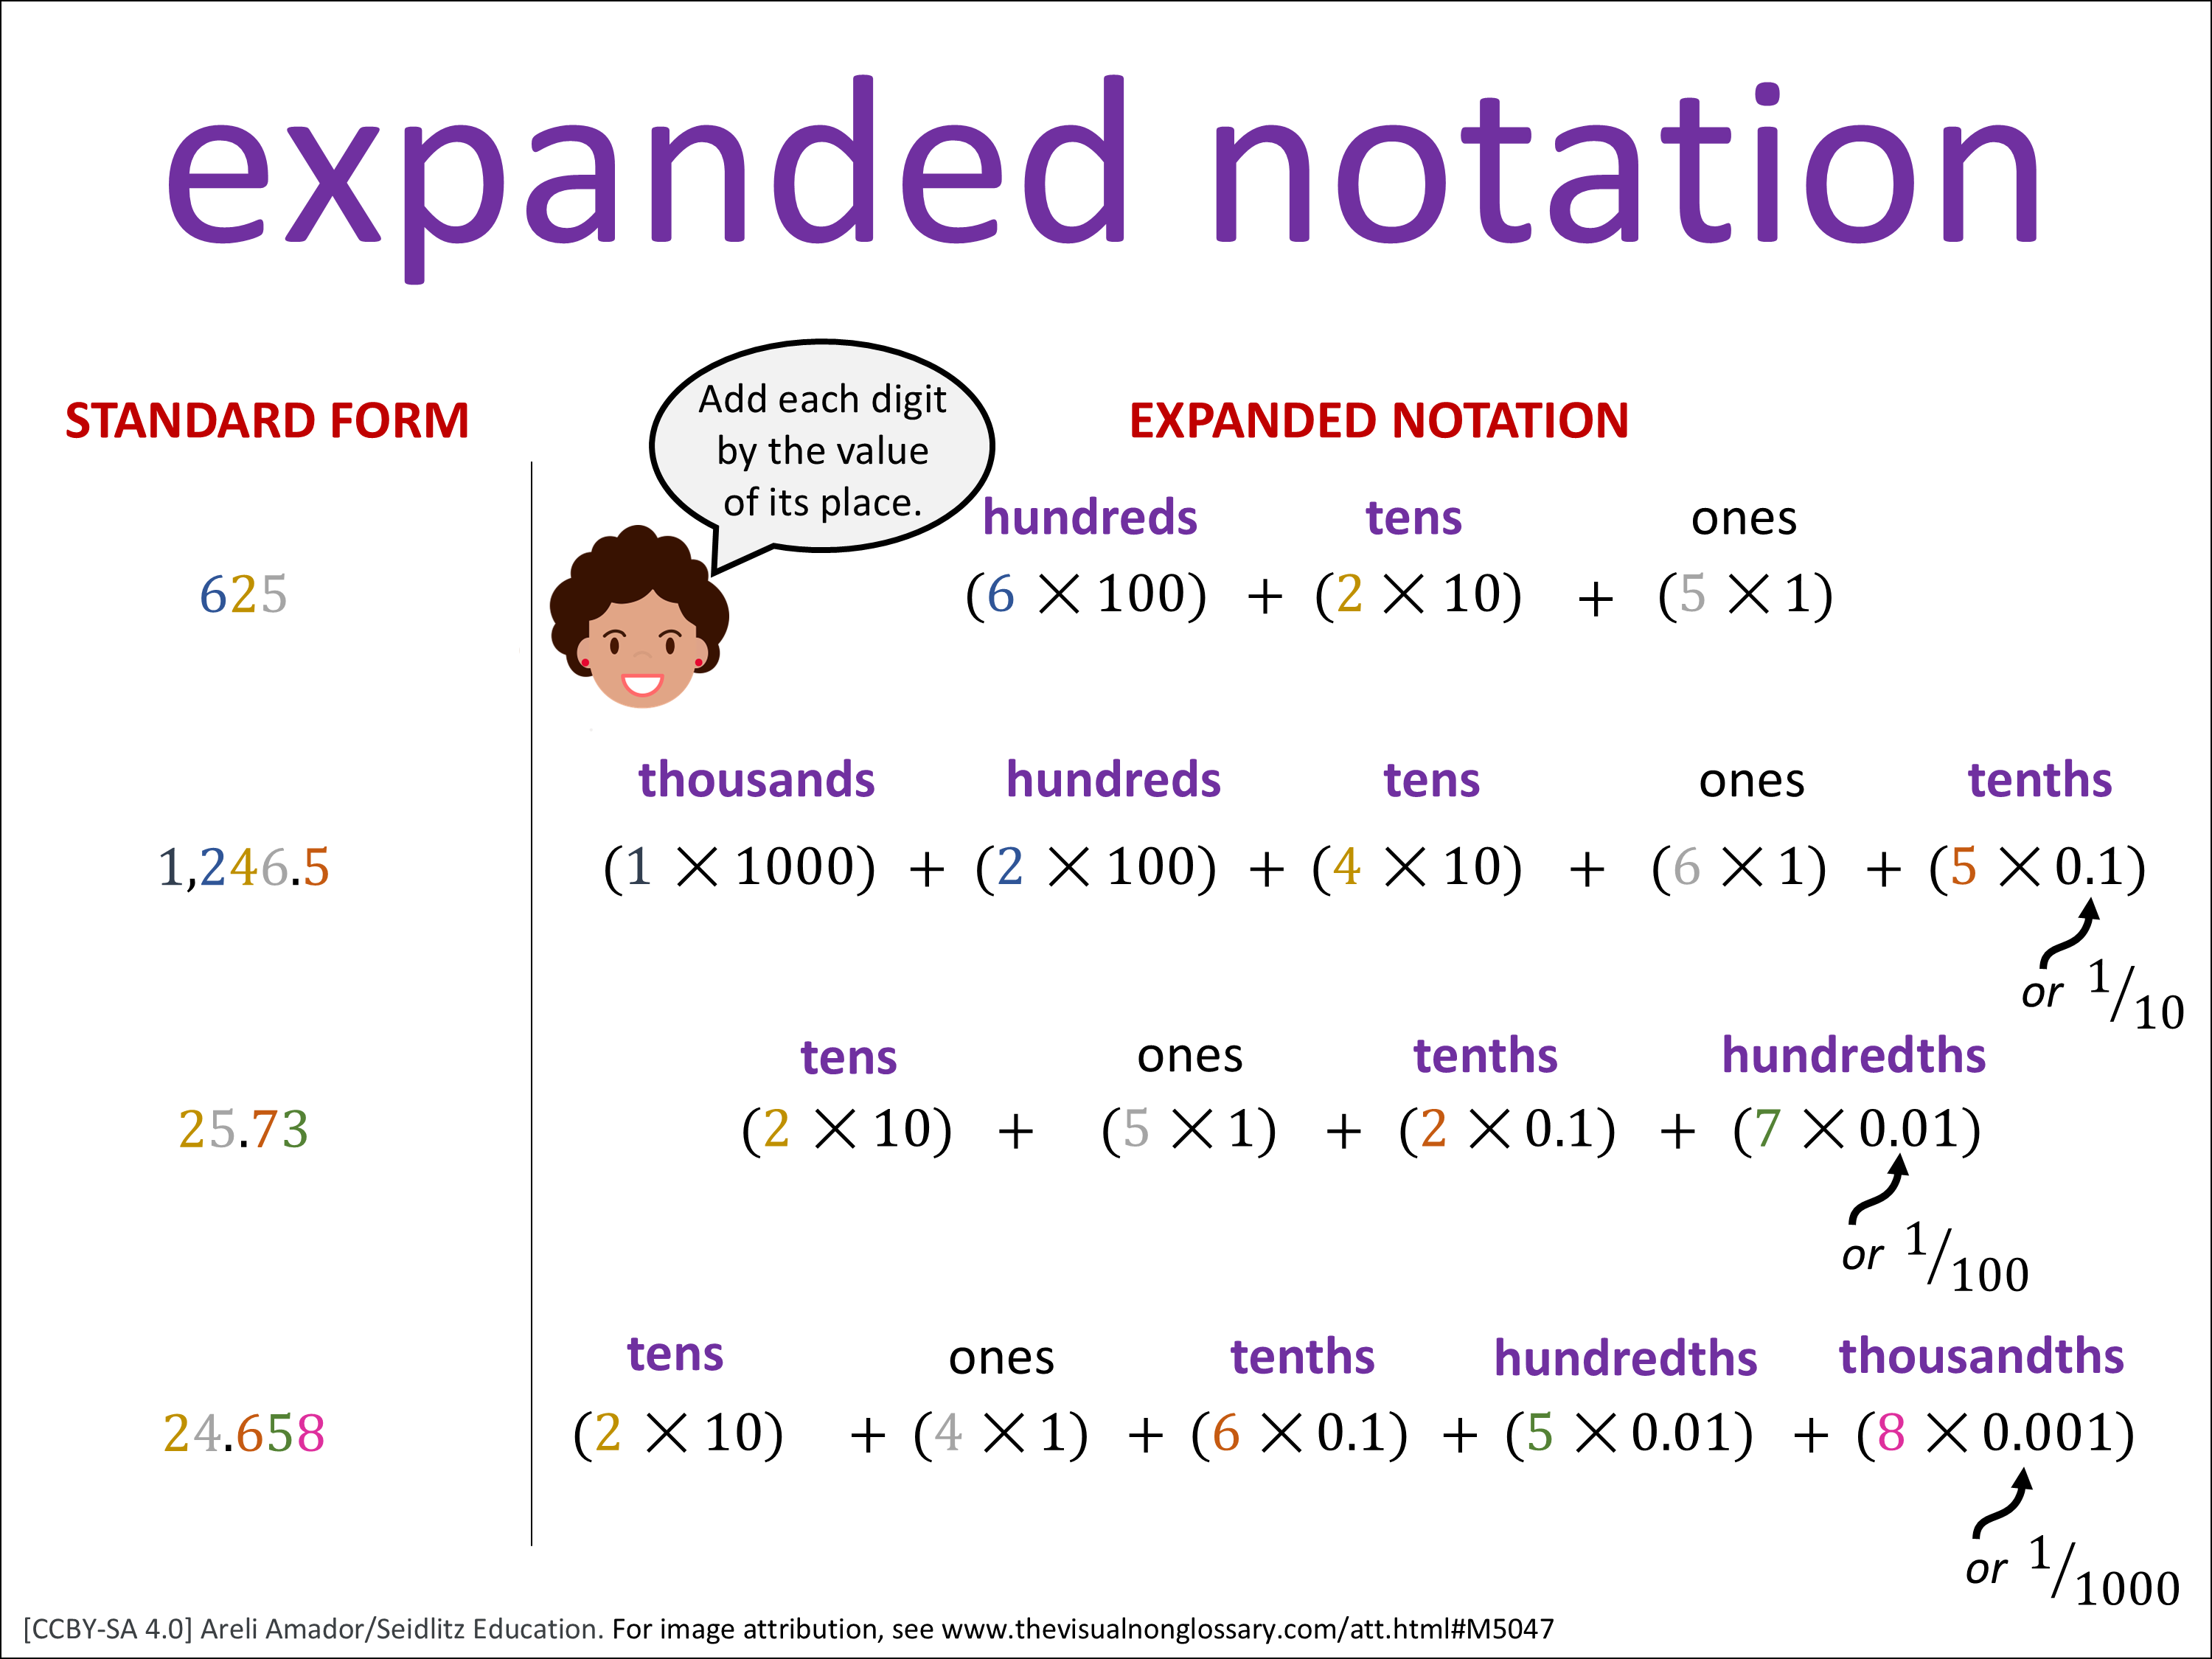 expanded notation
STANDARD FORM
Add each digit
by the value
of its place.
EXPANDED NOTATION
hundreds tens ones
625 (6 × 100) + (2 × 10) + (5 × 1)
thousands hundreds tens ones tenths
1,246.5 (1 × 1000) + (2 × 100) + (4 × 10) + (6 × 1) + (5 × 0.1)
or 1/10
tens ones tenths hundredths
25.73 (2 × 10) + (5 × 1) + (2 × 0.1) + (7 × 0.01)
or 1/100
tens ones tenths hundredths thousandths
24.658 (2 × 10) + (4 × 1) + (6 × 0.1) + (5 × 0.01) + (8 × 0.001)
or 1/1000
[CCBY-SA 4.0] Areli Amador/Seidlitz Education. For image attribution, see www.thevisualnonglossary.com/att.html#M5047